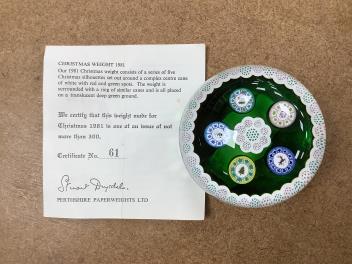 CHRISTMAS WEIGHT 1981
Our 1981 Christmas weight consists of a series of five
Christmas silhouettes set out around a complex centre cane
of white with red and green spots. The weight is
surrounded with a ring of similar canes and is all placed
on a translucent deep green ground.
We certify that this weight made for
Christmas 1981 is one of an issue of not
more than 300.
Certificate No. 61
Stuart Drysdale.
PERTHSHIRE PAPERWEIGHTS LTD